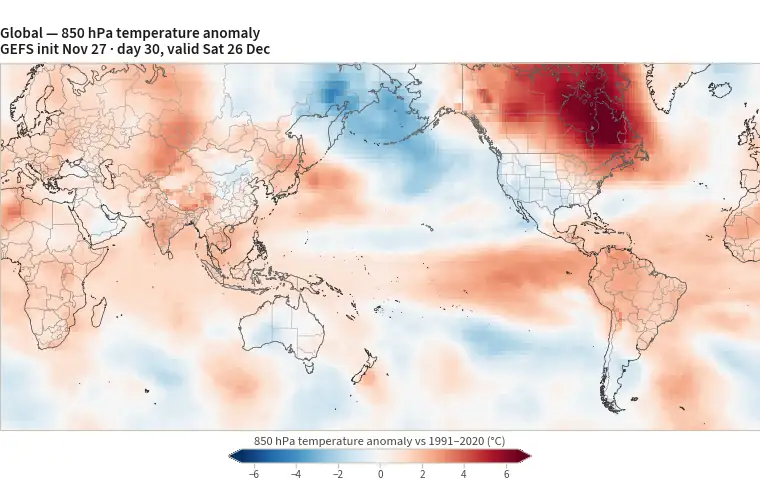 Global — 850 hPa temperature anomaly
GEFS init Nov 27 · day 30, valid Sat 26 Dec
850 hPa temperature anomaly vs 1991–2020 (°C)
−6 −4 −2 0 2 4 6